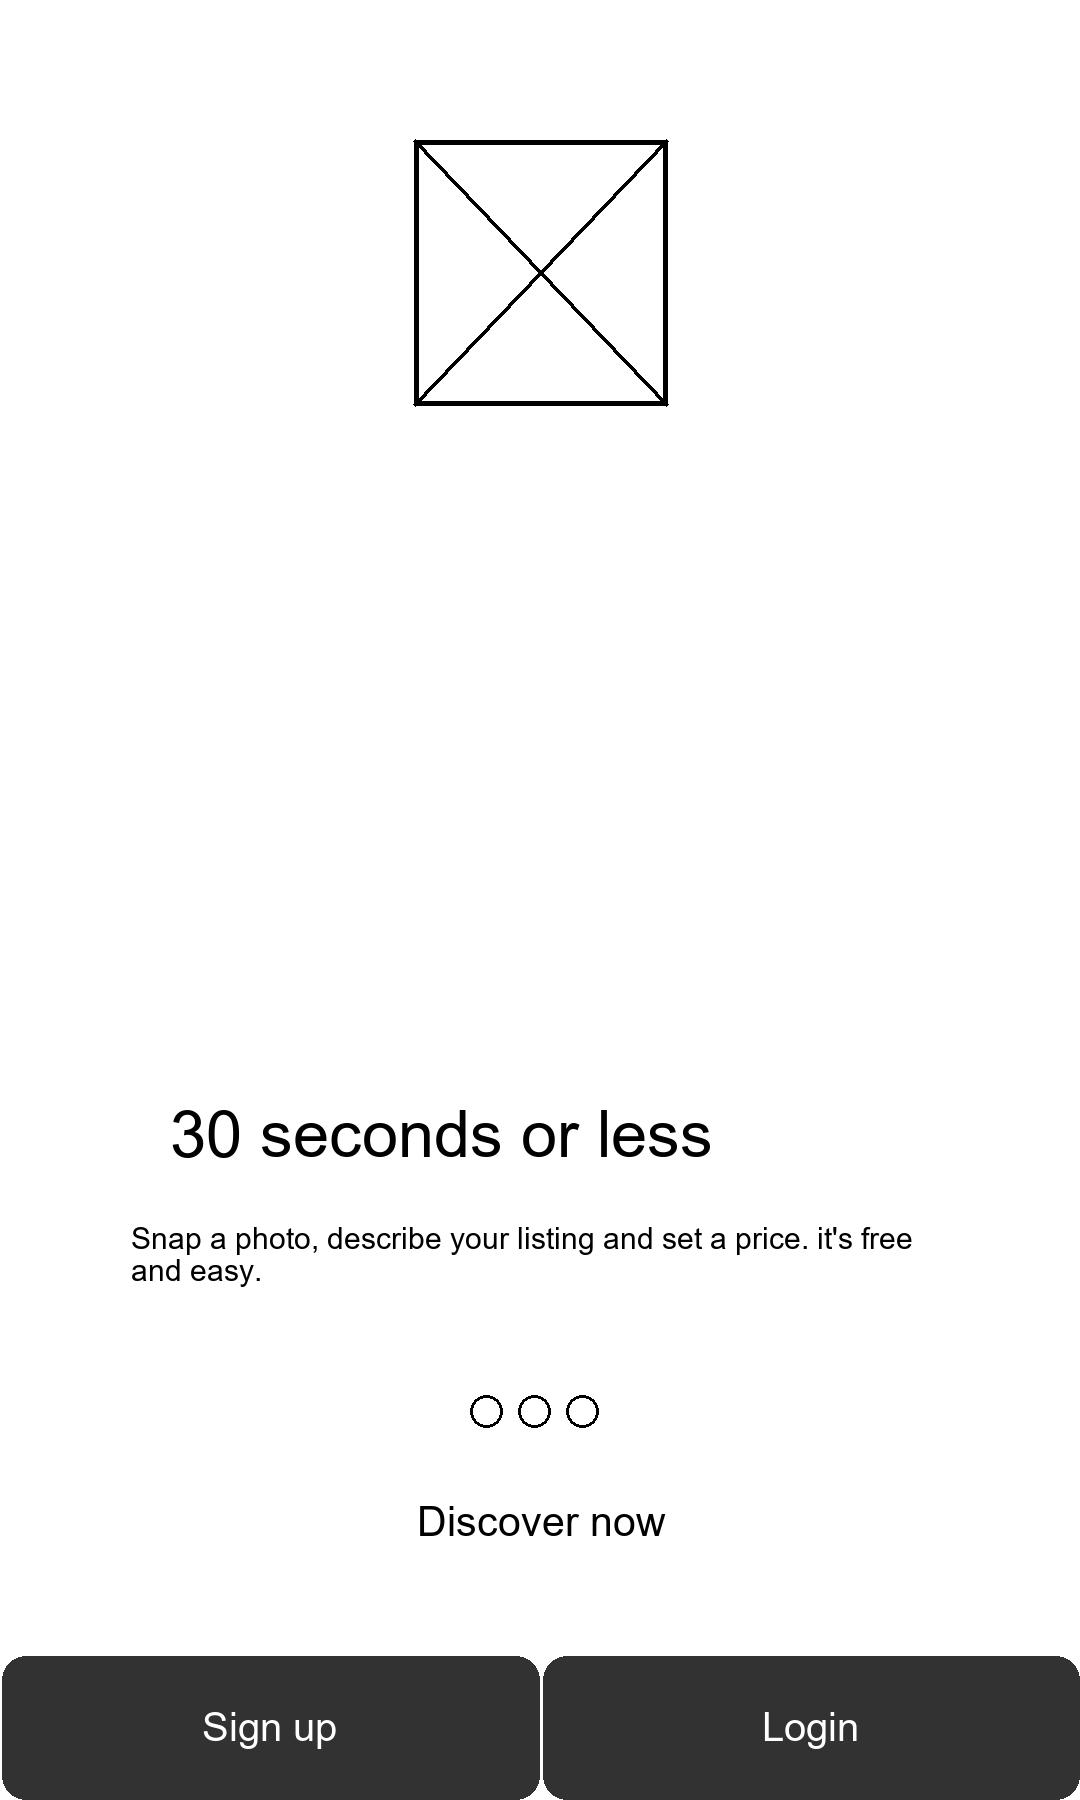 30 seconds or less
Snap a photo, describe your listing and set a price. it's free
and easy.
Discover now
Sign up
Login